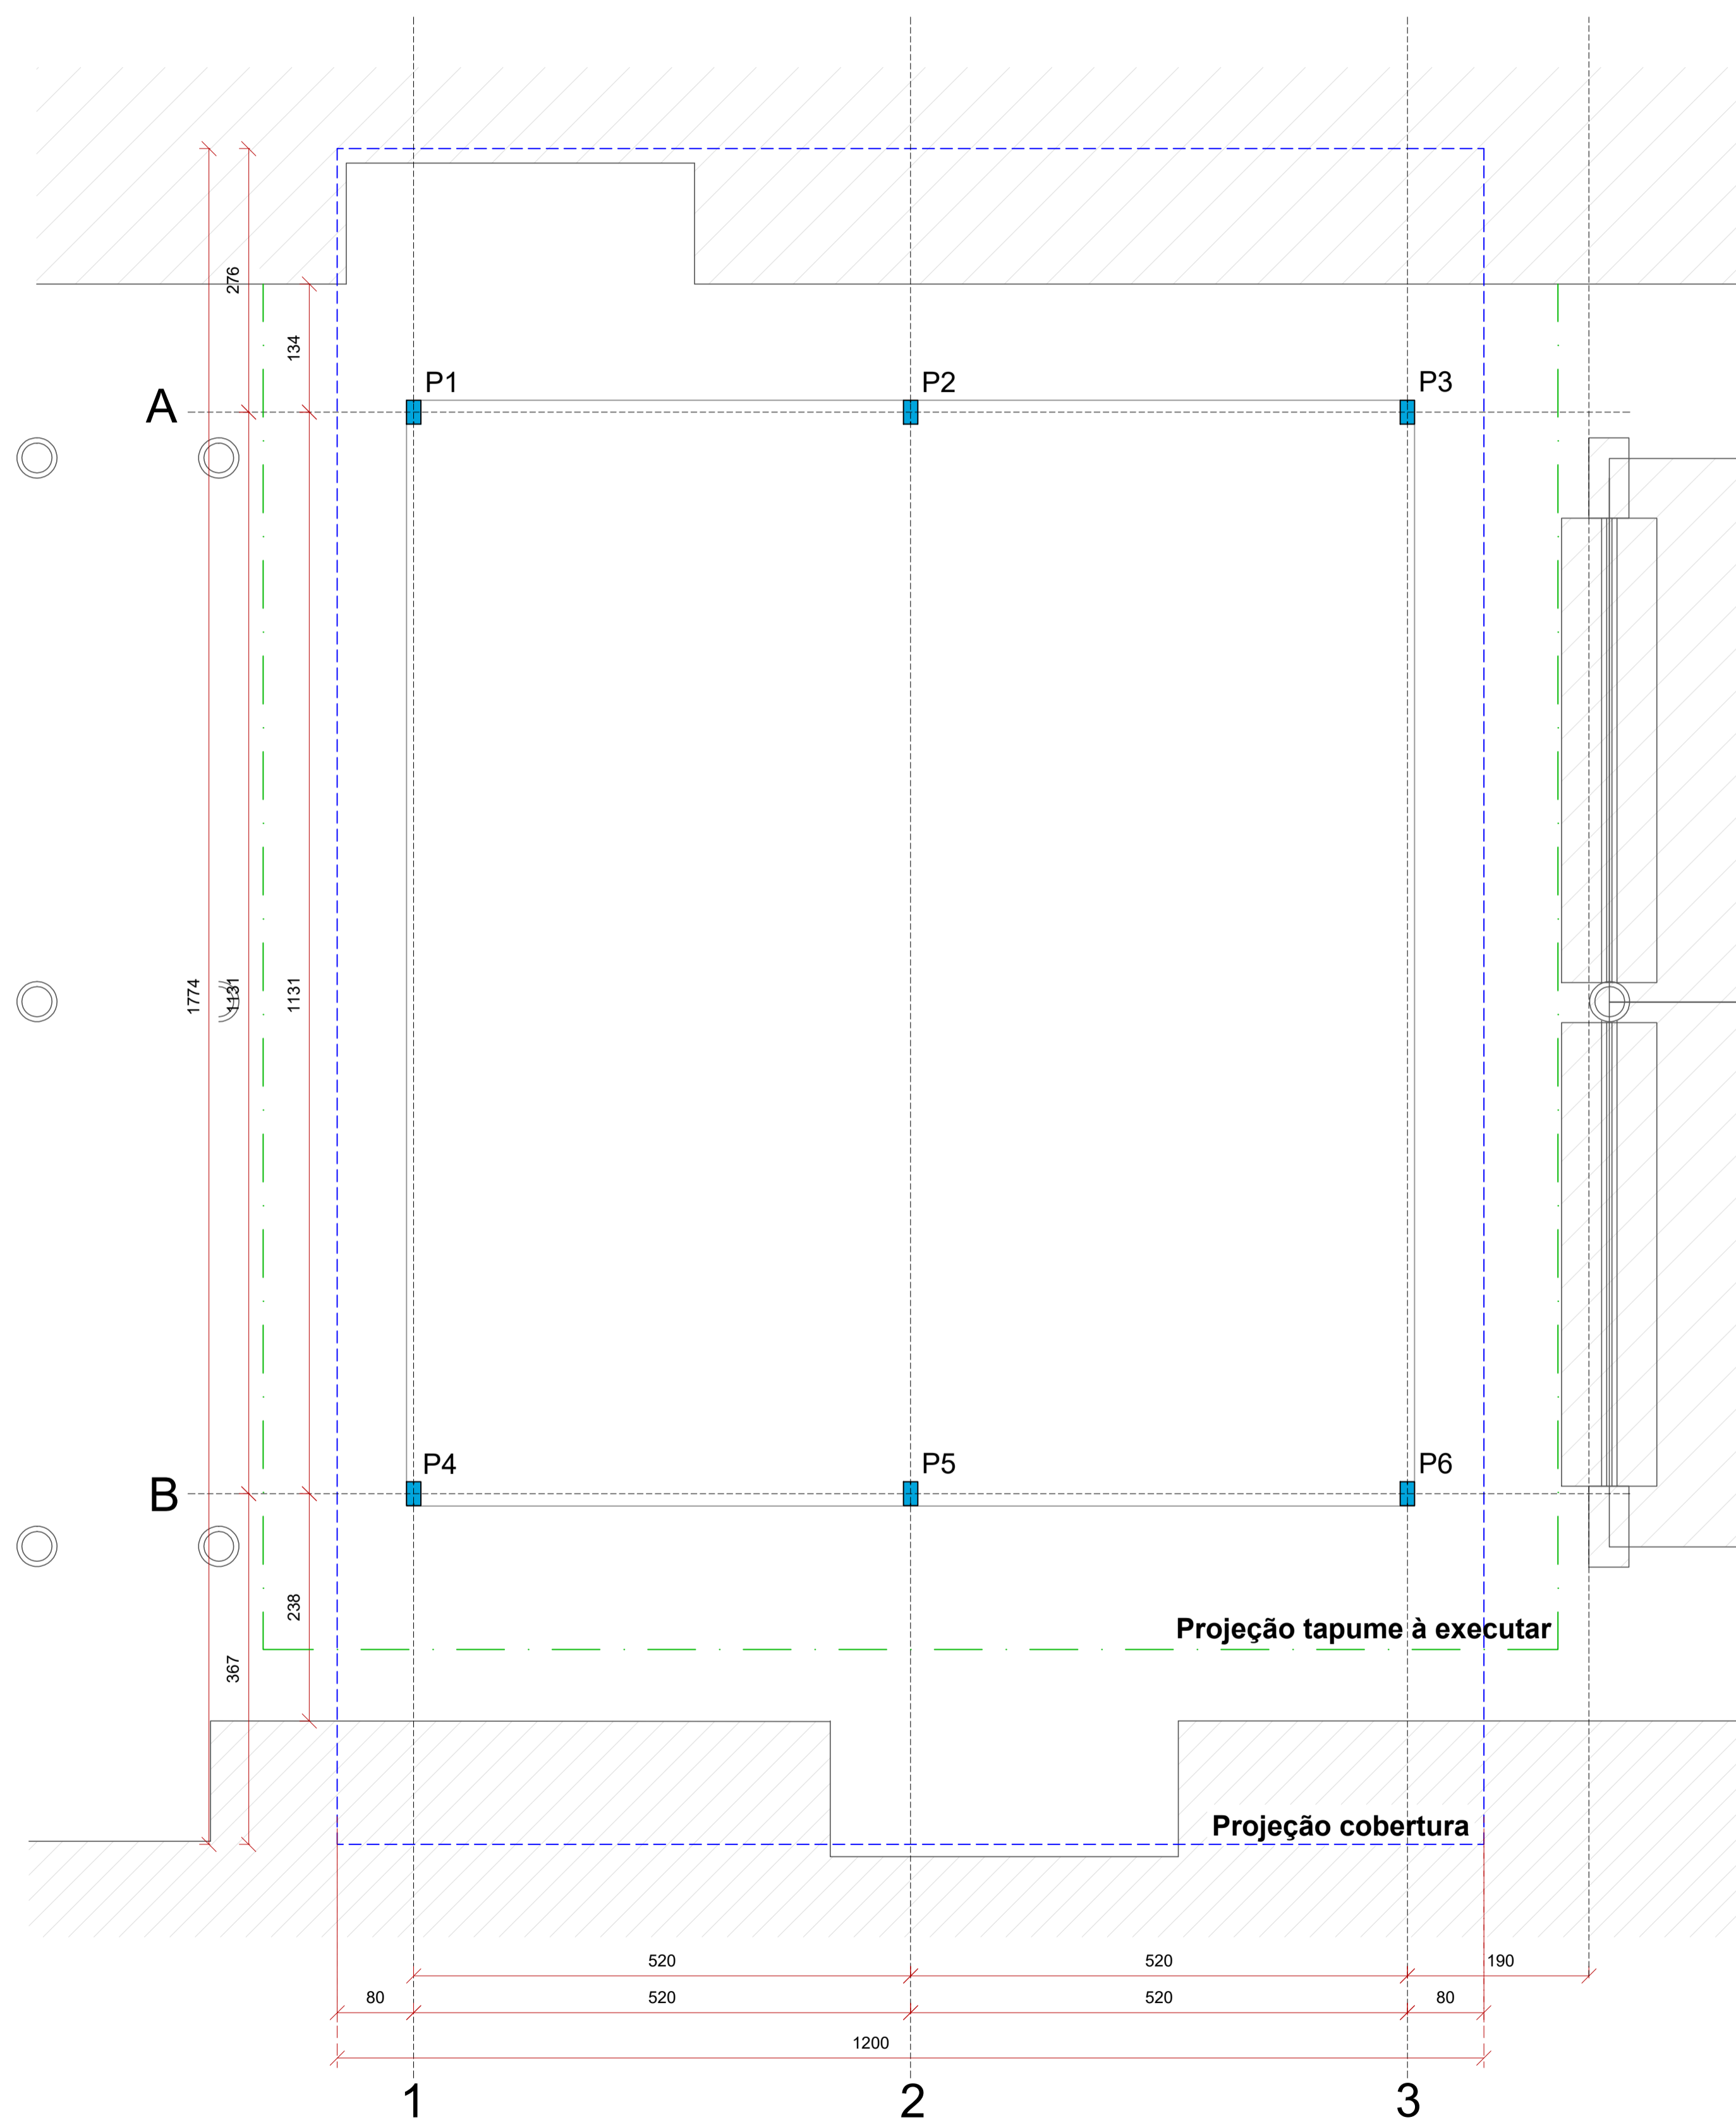 276
134
P1
P2
P3
A
1774
1131
1131
P4
P5
P6
B
238
Projeção tapume à executar
367
Projeção cobertura
520
520
190
80
520
520
80
1200
1
2
3